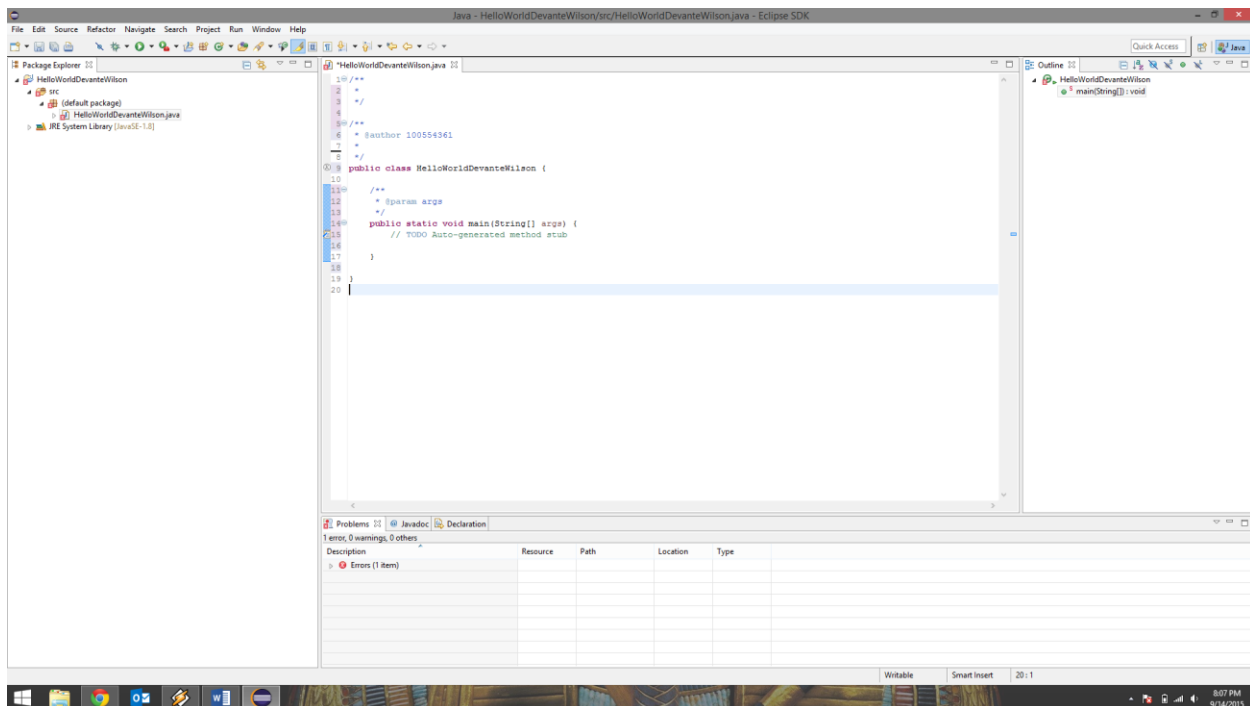 Java - HelloWorldDevanteWilson/src/HelloWorldDevanteWilson.java - Eclipse SDK
File Edit Source Refactor Navigate Search Project Run Window Help
Quick Access Java
Package Explorer
HelloWorldDevanteWilson
src
(default package)
HelloWorldDevanteWilson.java
JRE System Library [JavaSE-1.8]
*HelloWorldDevanteWilson.java
1 /**
2 *
3 */
4
5 /**
6 * @author 100554361
7 *
8 */
9 public class HelloWorldDevanteWilson {
10
11 /**
12 * @param args
13 */
14 public static void main(String[] args) {
15 // TODO Auto-generated method stub
16
17 }
18
19 }
20
Outline
HelloWorldDevanteWilson
main(String[]) : void
Problems Javadoc Declaration
1 error, 0 warnings, 0 others
Description Resource Path Location Type
Errors (1 item)
Writable Smart Insert 20 : 1
8:07 PM
9/14/2015